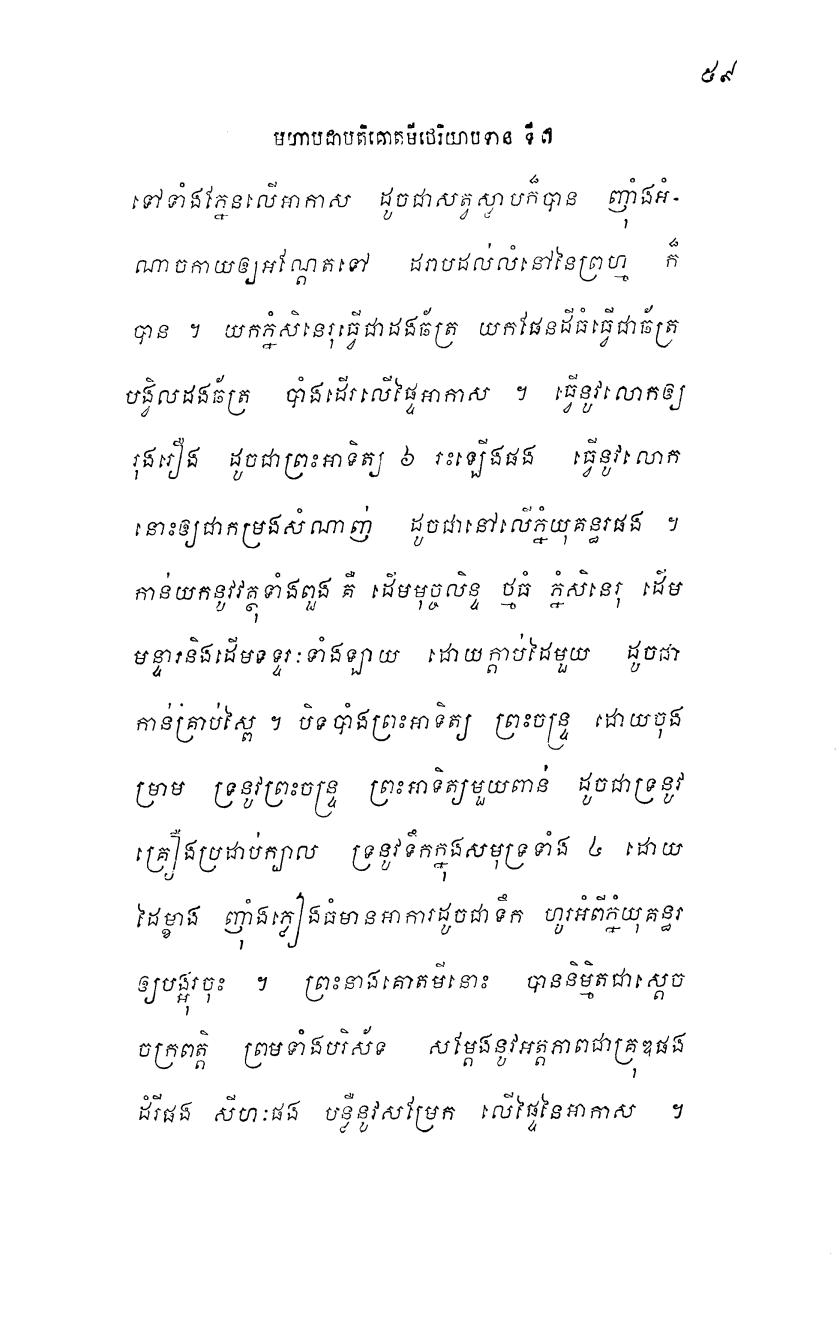 ៥៩
មហាបជាបតិគោតមីថេរិយាបទាន ទី ៧
ទៅទាំងភ្នែនលើអាកាស ដូចជាសត្វស្លាបក៏បាន ញុំាងអំ-
ណាចកាយឲ្យអណ្តែតទៅ ដរាបដល់លំនៅនៃព្រហ្ម ក៏
បាន ។ យកភ្នំសិនេរុធ្វើជាដងឆ័ត្រ យកផែនដីធំធ្វើជាឆ័ត្រ
បង្វិលដងឆ័ត្រ បាំងដើរលើផ្ទៃអាកាស ។ ធ្វើនូវលោកឲ្យ
រុងរឿង ដូចជាព្រះអាទិត្យ ៦ រះឡើងផង ធ្វើនូវលោក
នោះឲ្យជាកម្រងសំណាញ់ ដូចជានៅលើភ្នំយុគន្ធរផង ។
កាន់យកនូវវត្ថុទាំងពួង គឺ ដើមមុច្ចលិន្ទ ថ្មធំ ភ្នំសិនេរុ ដើម
មន្ទារនិងដើមទទ្ទរៈទាំងឡាយ ដោយក្តាប់ដៃមួយ ដូចជា
កាន់គ្រាប់ស្ពៃ ។ បិទបាំងព្រះអាទិត្យ ព្រះចន្ទ្រ ដោយចុង
ម្រាម ទ្រនូវព្រះចន្ទ្រ ព្រះអាទិត្យមួយពាន់ ដូចជាទ្រនូវ
គ្រឿងប្រដាប់ក្បាល ទ្រនូវទឹកក្នុងសមុទ្រទាំង ៤ ដោយ
ដៃម្ខាង ញុំាងភ្លៀងធំមានអាការដូចជាទឹក ហូរអំពីភ្នំយុគន្ធរ
ឲ្យបង្អុរចុះ ។ ព្រះនាងគោតមីនោះ បាននិម្មិតជាស្តេច
ចក្រពត្តិ ព្រមទាំងបរិស័ទ សម្តែងនូវអត្តភាពជាគ្រុឌផង
ដំរីផង សីហៈផង បន្លឺនូវសម្រែក លើផ្ទៃនៃអាកាស ។